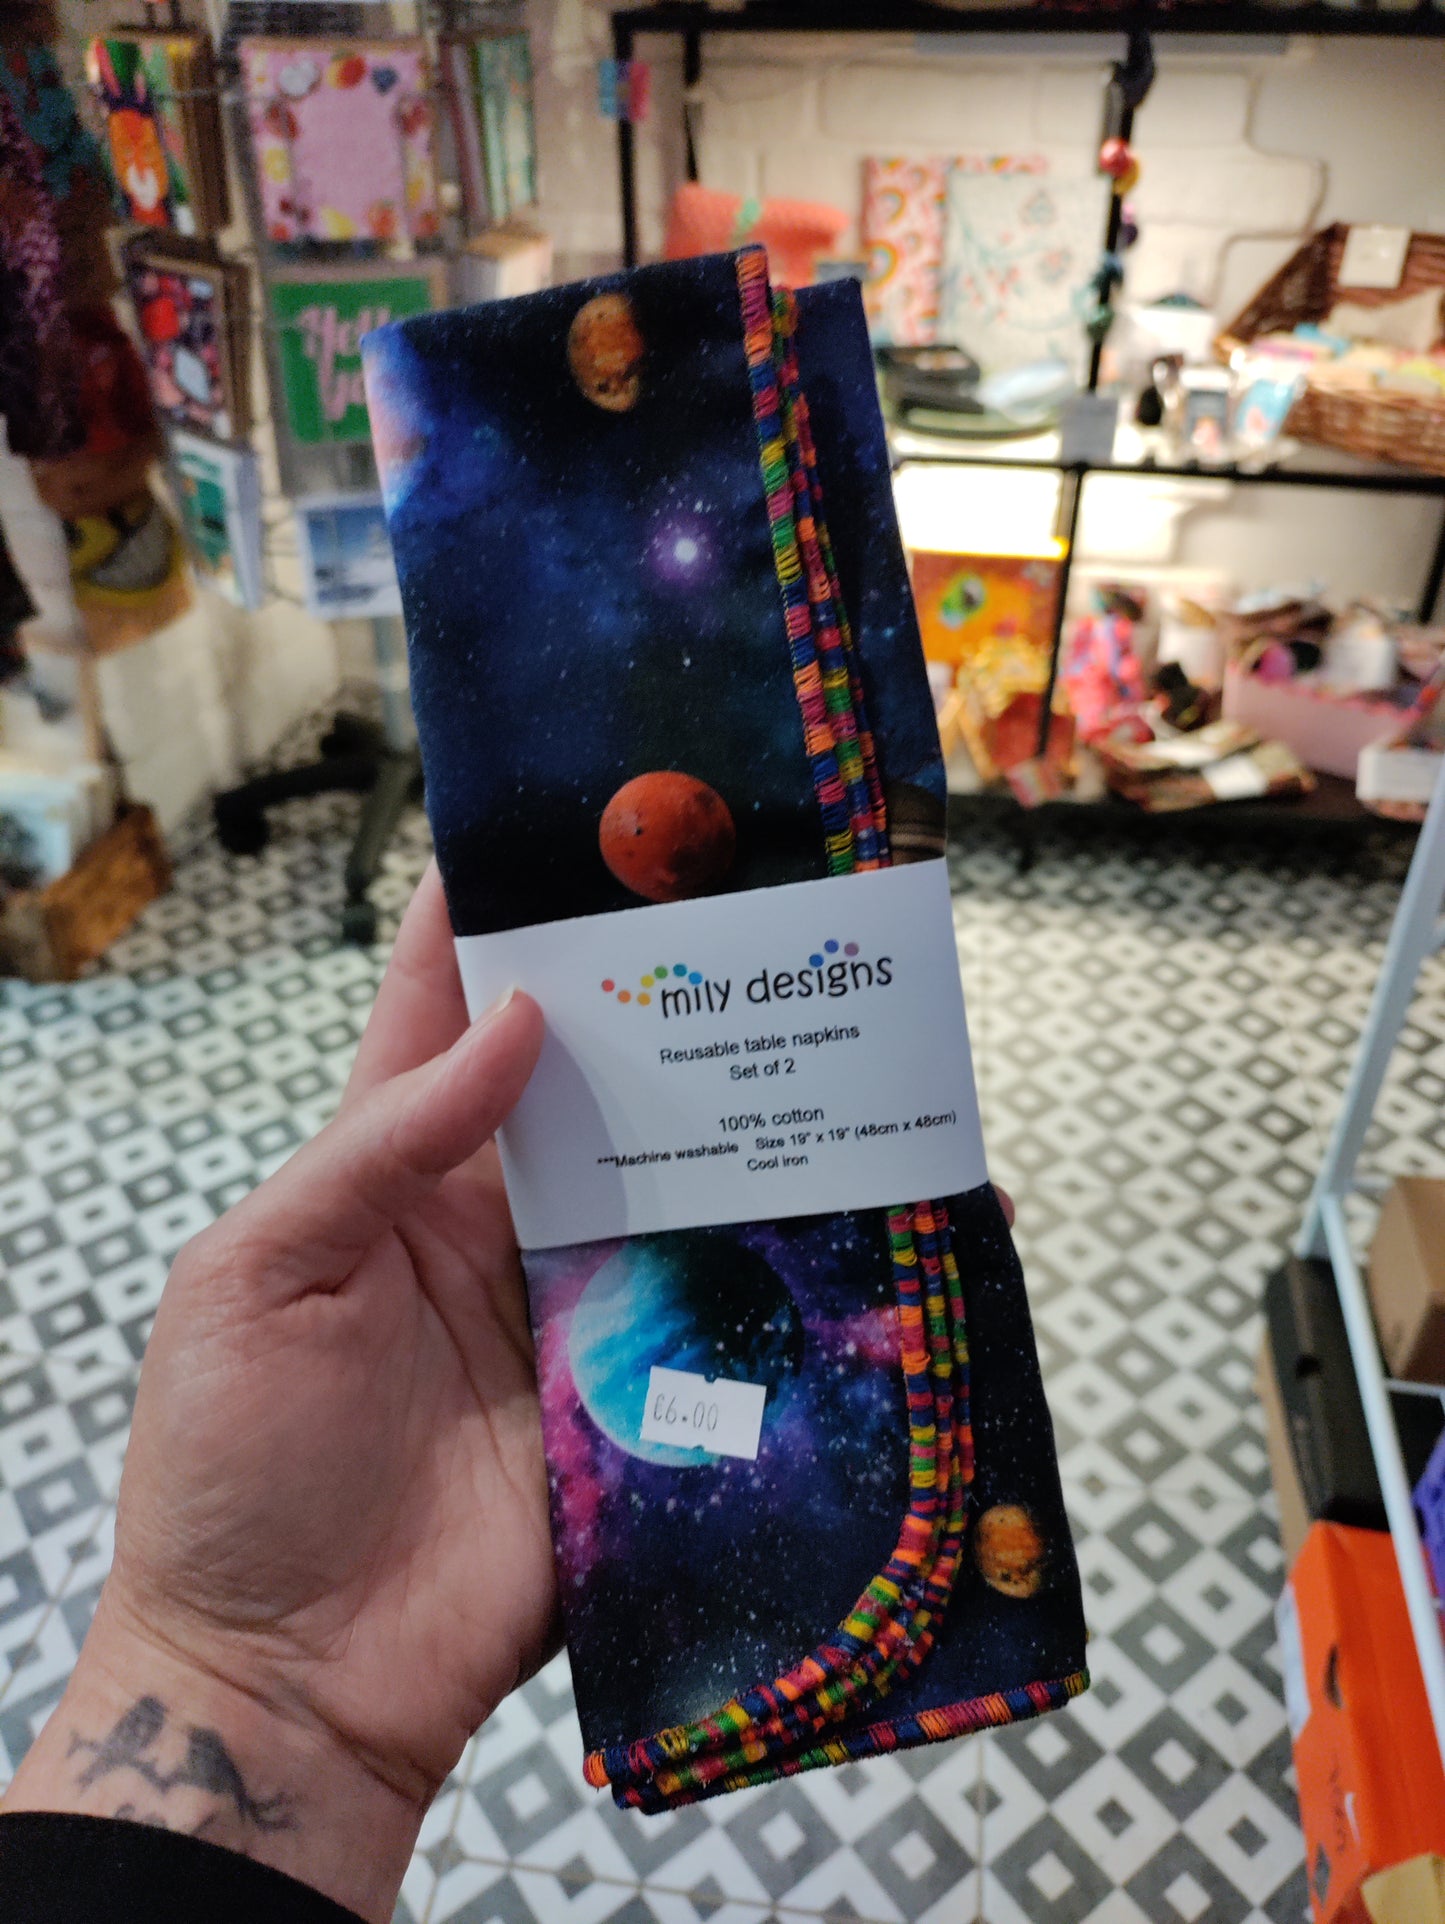 mily designs
Reusable table napkins
Set of 2
100% cotton
***Machine washable Size 19" x 19" (48cm x 48cm)
Cool iron
€6.00